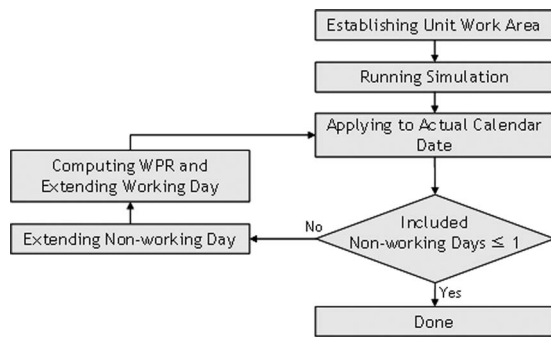 Establishing Unit Work Area
Running Simulation
Applying to Actual Calendar
Date
Computing WPR and
Extending Working Day
Included
Non-working Days ≤ 1
No
Extending Non-working Day
Yes
Done